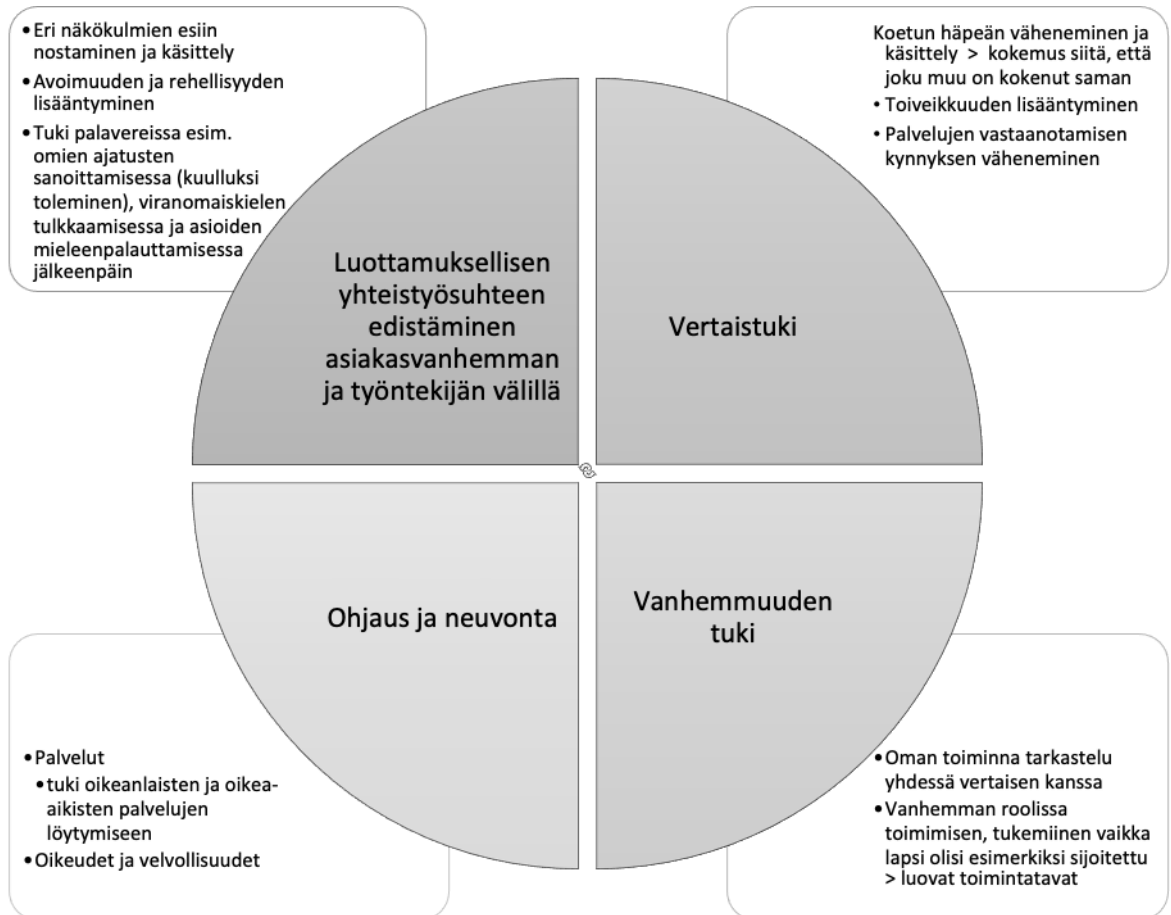 •Eri näkökulmien esiin
nostaminen ja käsittely
•Avoimuuden ja rehellisyyden
lisääntyminen
•Tuki palavereissa esim.
omien ajatusten
sanoittamisessa (kuulluksi
toleminen), viranomaiskielen
tulkkaamisessa ja asioiden
mieleenpalauttamisessa
jälkeenpäin
Koetun häpeän väheneminen ja
käsittely > kokemus siitä, että
joku muu on kokenut saman
• Toiveikkuuden lisääntyminen
• Palvelujen vastaanotamisen
kynnyksen väheneminen
Luottamuksellisen
yhteistyösuhteen
edistäminen
asiakasvanhemman
ja työntekijän välillä
Vertaistuki
Ohjaus ja neuvonta
Vanhemmuuden
tuki
•Palvelut
•tuki oikeanlaisten ja oikea-
aikisten palvelujen
löytymiseen
•Oikeudet ja velvollisuudet
•Oman toiminna tarkastelu
yhdessä vertaisen kanssa
•Vanhemman roolissa
toimimisen, tukemiinen vaikka
lapsi olisi esimerkiksi sijoitettu
> luovat toimintatavat